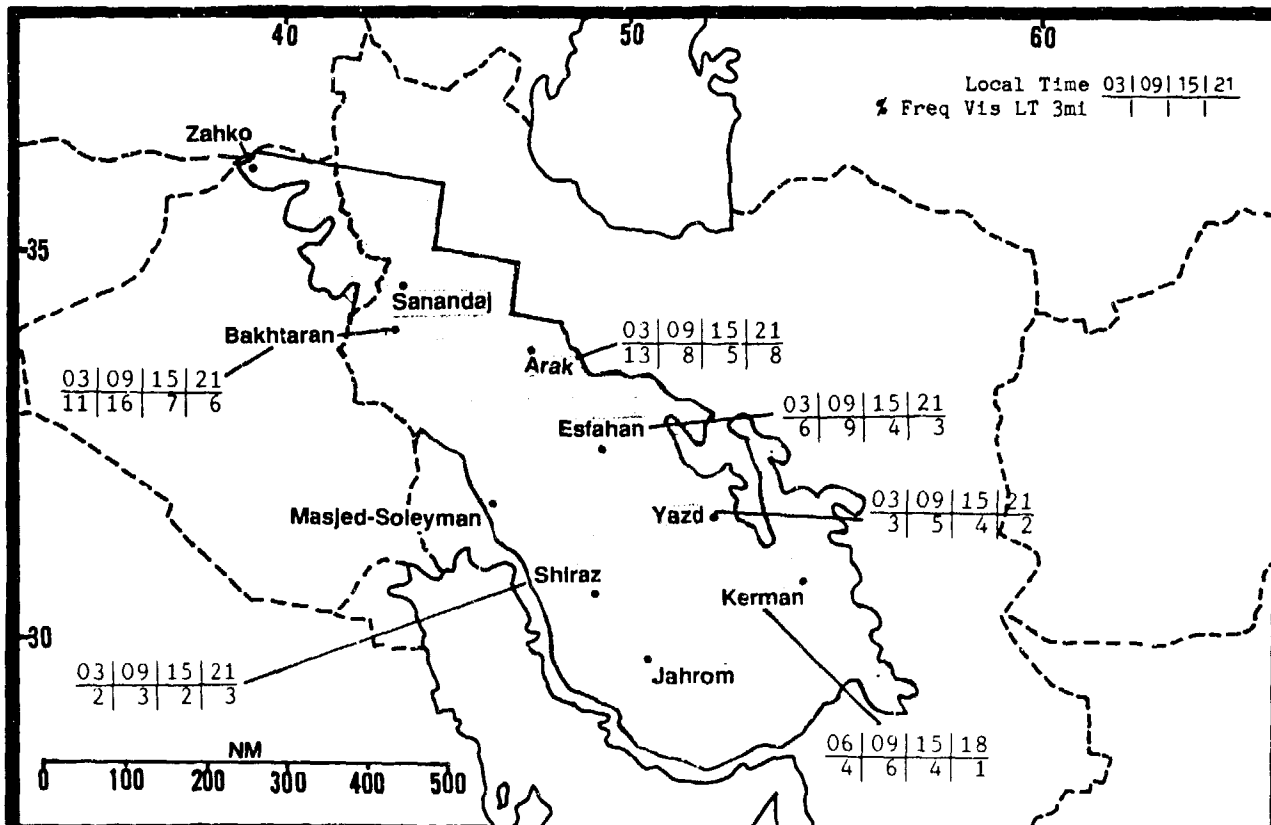 40 50 60
Local Time 03|09|15|21
% Freq Vis LT 3mi | | |
Zahko
35
Sanandaj
Bakhtaran
03|09|15|21
11|16|7|6
Arak
03|09|15|21
13|8|5|8
Esfahan
03|09|15|21
6|9|4|3
Masjed-Soleyman
Yazd
03|09|15|21
3|5|4|2
Shiraz
03|09|15|21
2|3|2|3
Kerman
06|09|15|18
4|6|4|1
30
Jahrom
NM
0 100 200 300 400 500